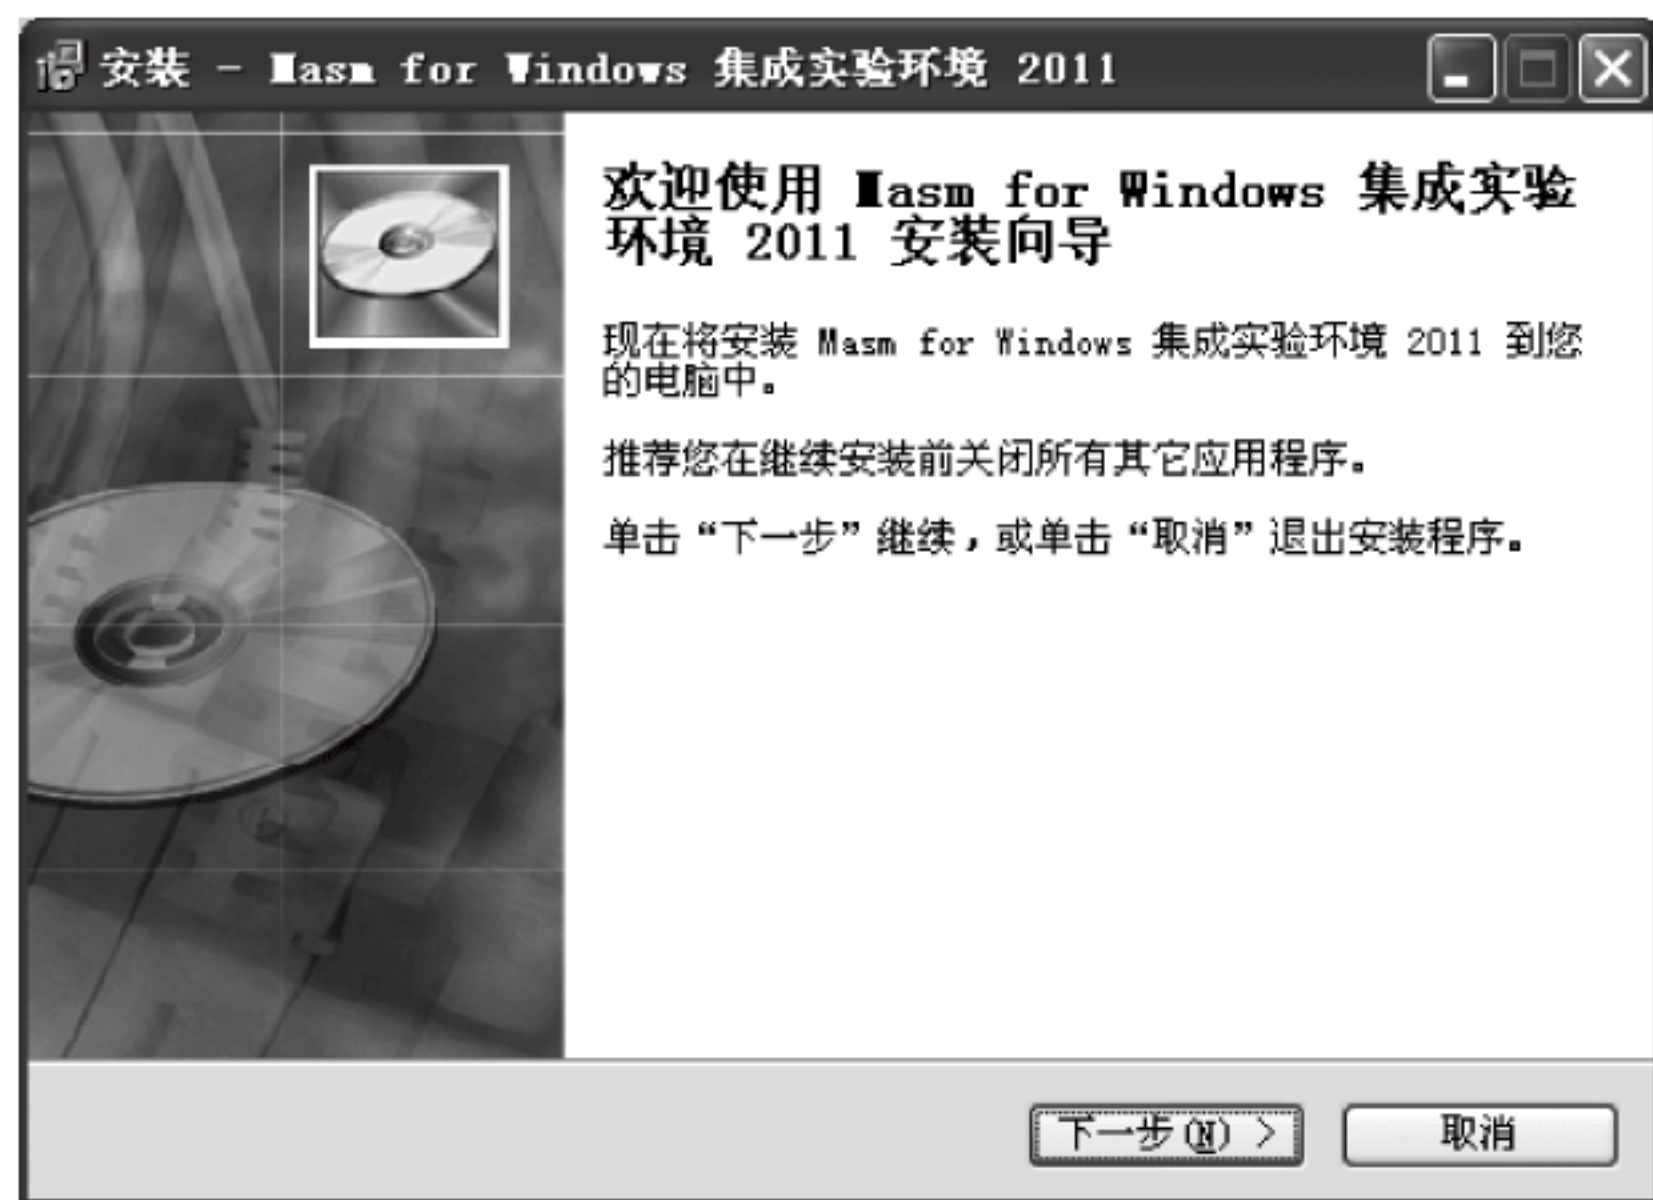 安装 - Masm for Windows 集成实验环境 2011
欢迎使用 Masm for Windows 集成实验
环境 2011 安装向导
现在将安装 Masm for Windows 集成实验环境 2011 到您
的电脑中。
推荐您在继续安装前关闭所有其它应用程序。
单击“下一步”继续，或单击“取消”退出安装程序。
下一步(N) >
取消